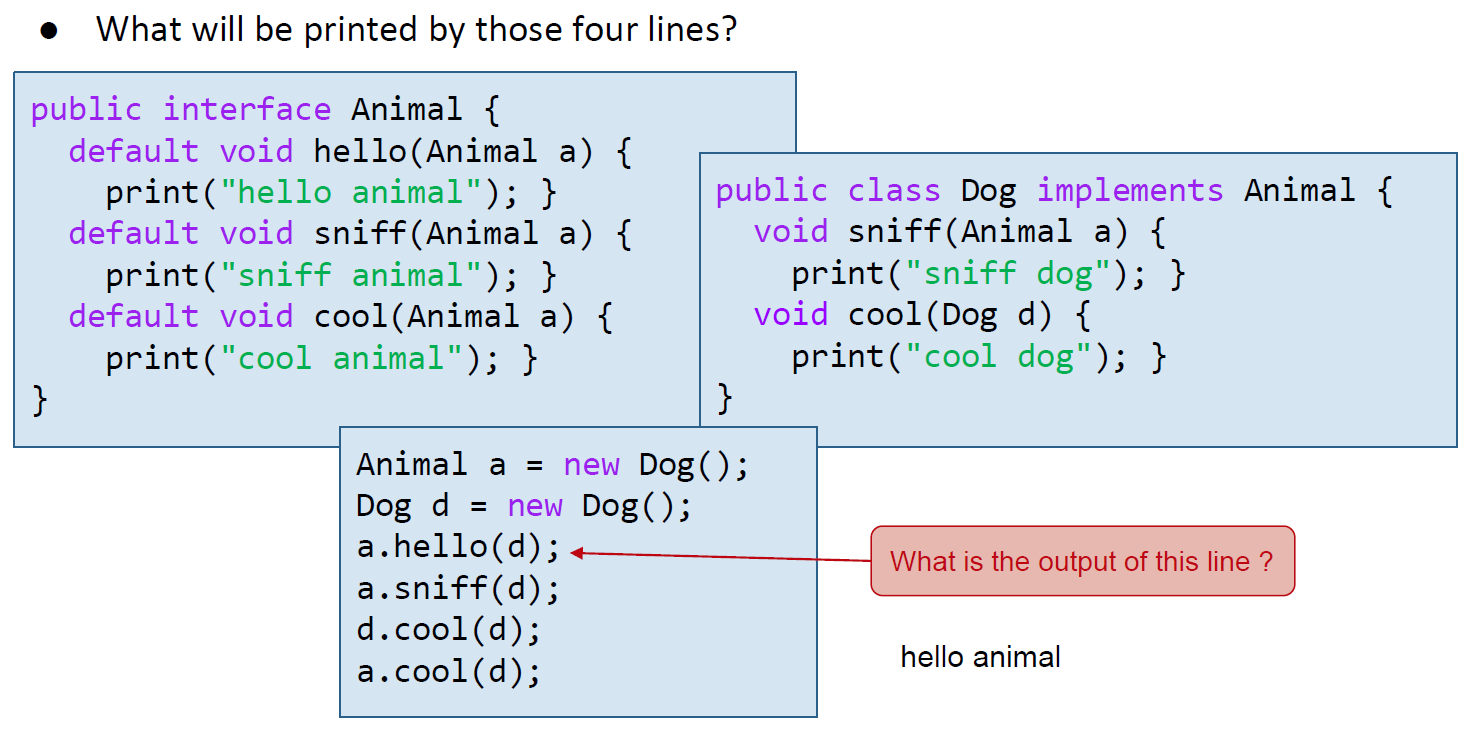 ● What will be printed by those four lines?
public interface Animal {
  default void hello(Animal a) {
    print("hello animal"); }
  default void sniff(Animal a) {
    print("sniff animal"); }
  default void cool(Animal a) {
    print("cool animal"); }
}
public class Dog implements Animal {
  void sniff(Animal a) {
    print("sniff dog"); }
  void cool(Dog d) {
    print("cool dog"); }
}
Animal a = new Dog();
Dog d = new Dog();
a.hello(d);
a.sniff(d);
d.cool(d);
a.cool(d);
What is the output of this line ?
hello animal